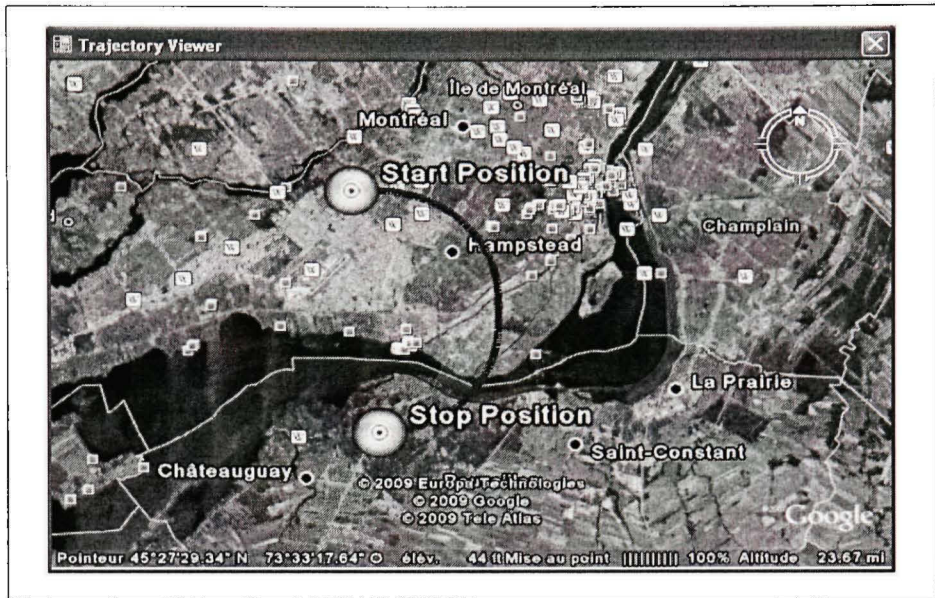 Trajectory Viewer
Île de Montréal
Montréal
Start Position
Champlain
Hampstead
La Prairie
Stop Position
Saint-Constant
Châteauguay
© 2009 Europa Technologies
© 2009 Google
© 2009 Tele Atlas
Google
Pointeur 45°27'29.34" N 73°33'17.64" O élév. 44 ft Mise au point |||||||||| 100% Altitude 23.67 mi